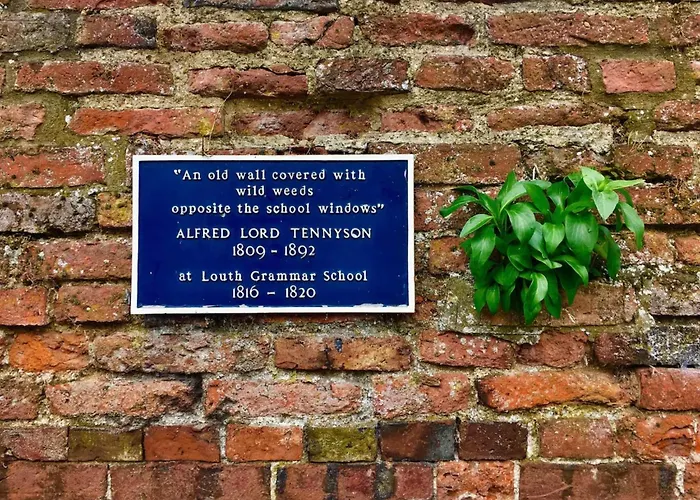 "An old wall covered with
wild weeds
opposite the school windows"
ALFRED LORD TENNYSON
1809 - 1892
at Louth Grammar School
1816 - 1820